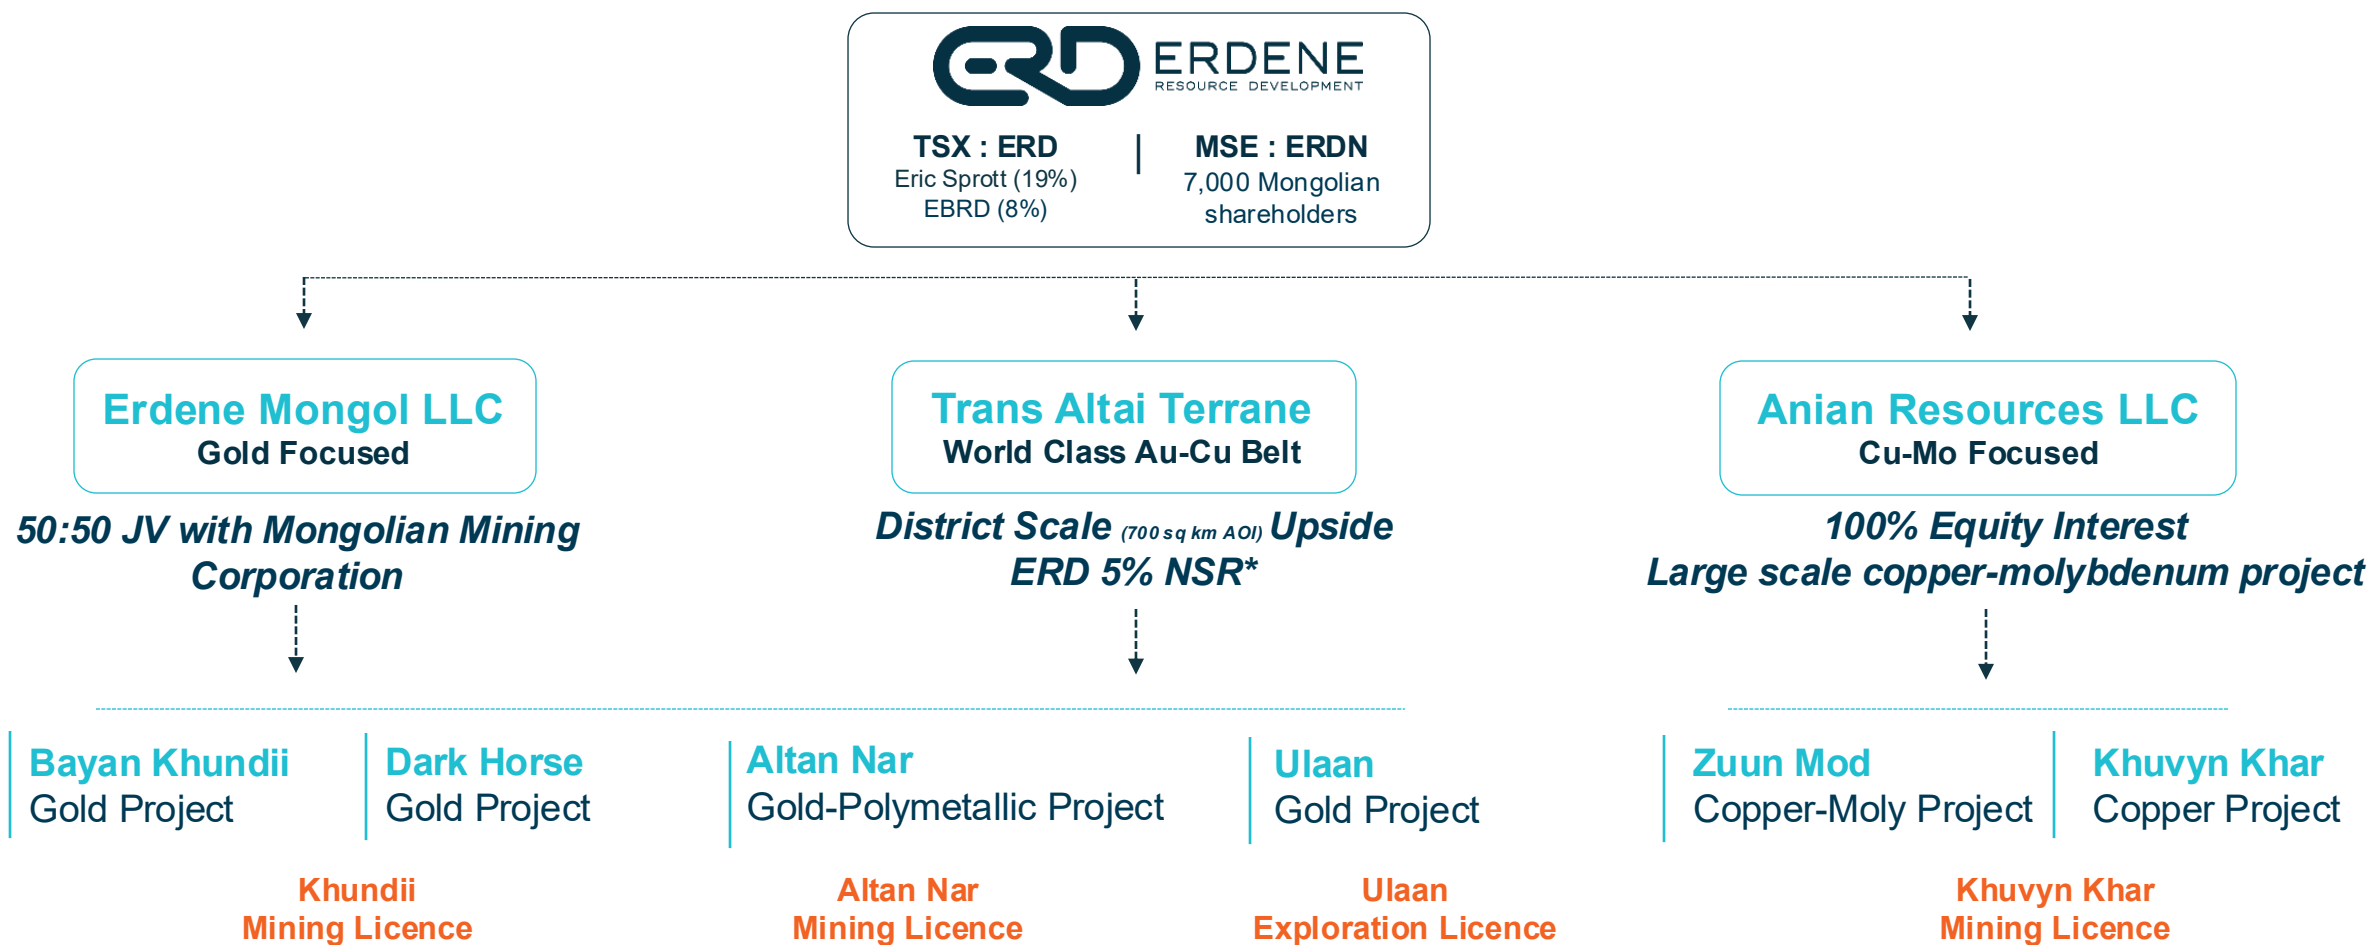 ERD ERDENE
RESOURCE DEVELOPMENT
TSX : ERD | MSE : ERDN
Eric Sprott (19%)
EBRD (8%)
7,000 Mongolian
shareholders
Erdene Mongol LLC
Gold Focused
50:50 JV with Mongolian Mining
Corporation
Trans Altai Terrane
World Class Au-Cu Belt
District Scale (700 sq km AOI) Upside
ERD 5% NSR*
Anian Resources LLC
Cu-Mo Focused
100% Equity Interest
Large scale copper-molybdenum project
Bayan Khundii
Gold Project
Dark Horse
Gold Project
Altan Nar
Gold-Polymetallic Project
Ulaan
Gold Project
Zuun Mod
Copper-Moly Project
Khuvyn Khar
Copper Project
Khundii
Mining Licence
Altan Nar
Mining Licence
Ulaan
Exploration Licence
Khuvyn Khar
Mining Licence